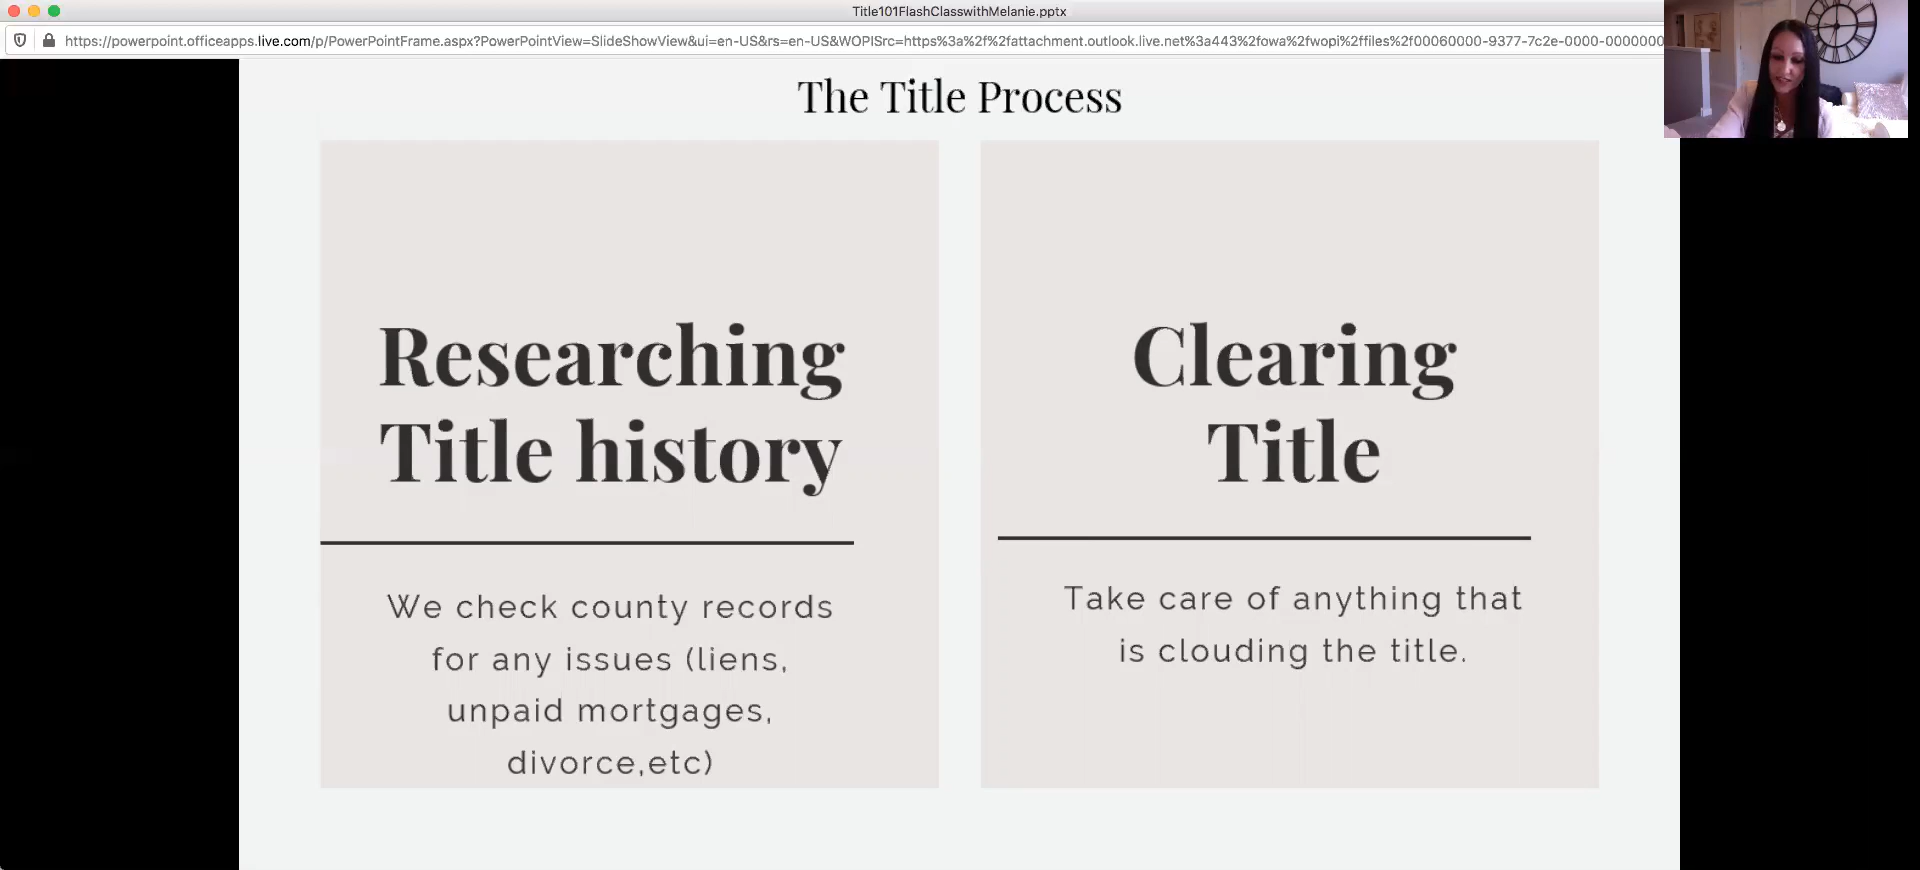 Title101FlashClasswithMelanie.pptx
https://powerpoint.officeapps.live.com/p/PowerPointFrame.aspx?PowerPointView=SlideShowView&ui=en-US&rs=en-US&WOPISrc=https%3a%2f%2fattachment.outlook.live.net%3a443%2fowa%2fwopi%2ffiles%2f00060000-9377-7c2e-0000-0000000
The Title Process
Researching
Title history
We check county records
for any issues (liens,
unpaid mortgages,
divorce,etc)
Clearing
Title
Take care of anything that
is clouding the title.